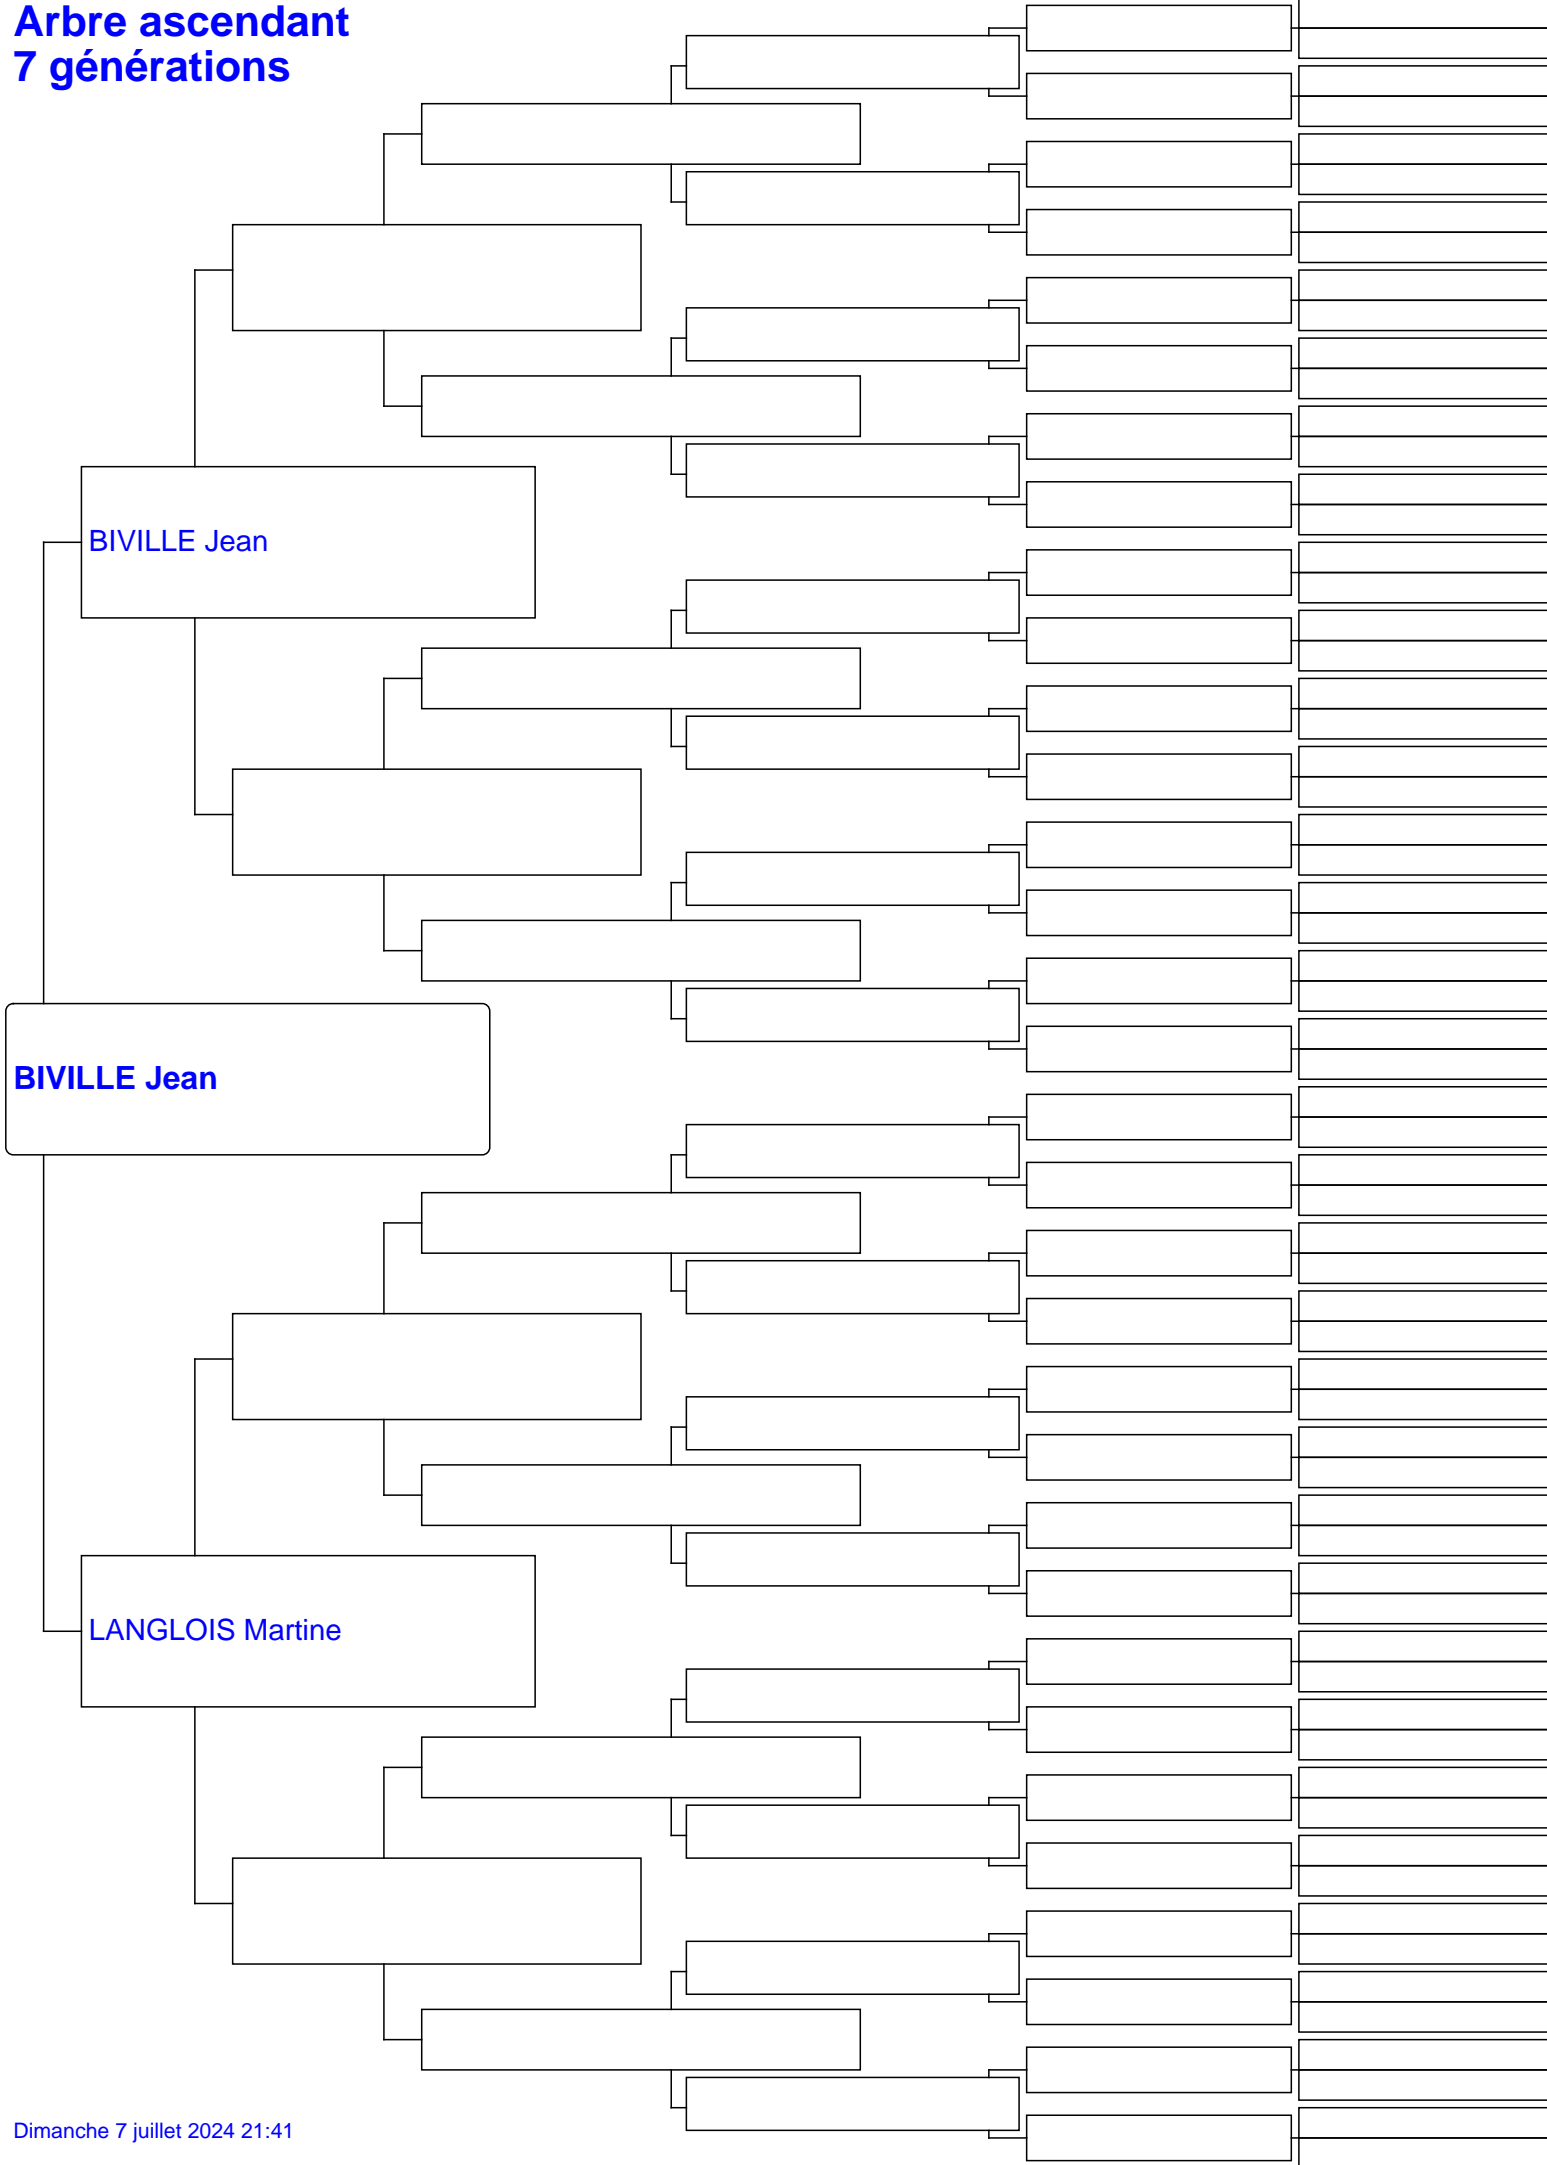 Arbre ascendant
7 générations
BIVILLE Jean
BIVILLE Jean
LANGLOIS Martine
Dimanche 7 juillet 2024 21:41